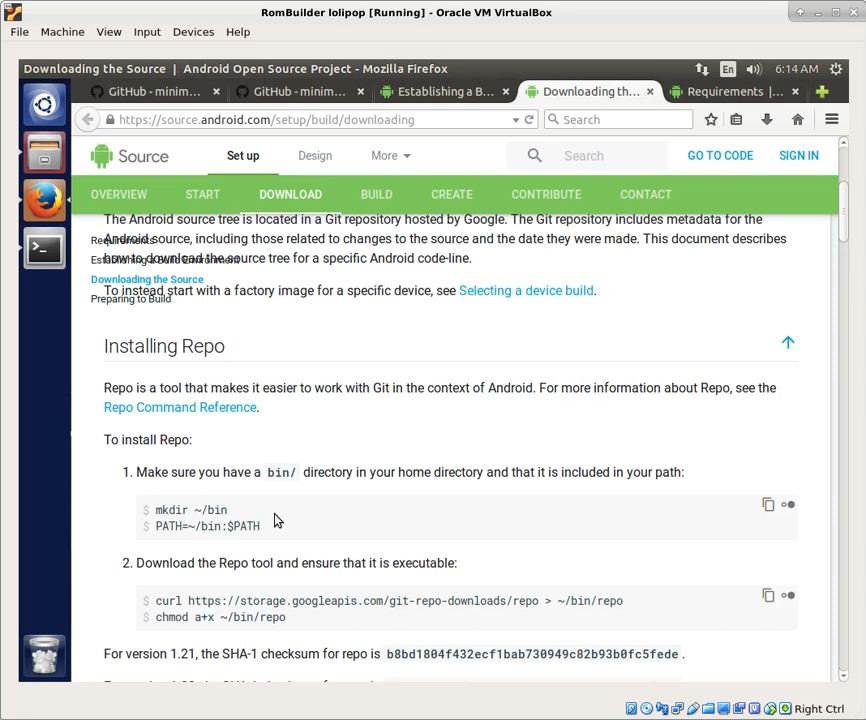 RomBuilder lolipop [Running] - Oracle VM VirtualBox
File Machine View Input Devices Help
Downloading the Source | Android Open Source Project - Mozilla Firefox
En 6:14 AM
GitHub - minim... × GitHub - minim... × Establishing a B... × Downloading th... × Requirements |... ×
https://source.android.com/setup/build/downloading
Search
Source
Set up
Design
More
Search
GO TO CODE
SIGN IN
OVERVIEW START DOWNLOAD BUILD CREATE CONTRIBUTE CONTACT
The Android source tree is located in a Git repository hosted by Google. The Git repository includes metadata for the
Requirements
Android source, including those related to changes to the source and the date they were made. This document describes
Establishing a Build Environment
how to download the source tree for a specific Android code-line.
Downloading the Source
To instead start with a factory image for a specific device, see Selecting a device build.
Preparing to Build
Installing Repo
Repo is a tool that makes it easier to work with Git in the context of Android. For more information about Repo, see the
Repo Command Reference.
To install Repo:
1. Make sure you have a bin/ directory in your home directory and that it is included in your path:
$ mkdir ~/bin
$ PATH=~/bin:$PATH
2. Download the Repo tool and ensure that it is executable:
$ curl https://storage.googleapis.com/git-repo-downloads/repo > ~/bin/repo
$ chmod a+x ~/bin/repo
For version 1.21, the SHA-1 checksum for repo is b8bd1804f432ecf1bab730949c82b93b0fc5fede.
Right Ctrl